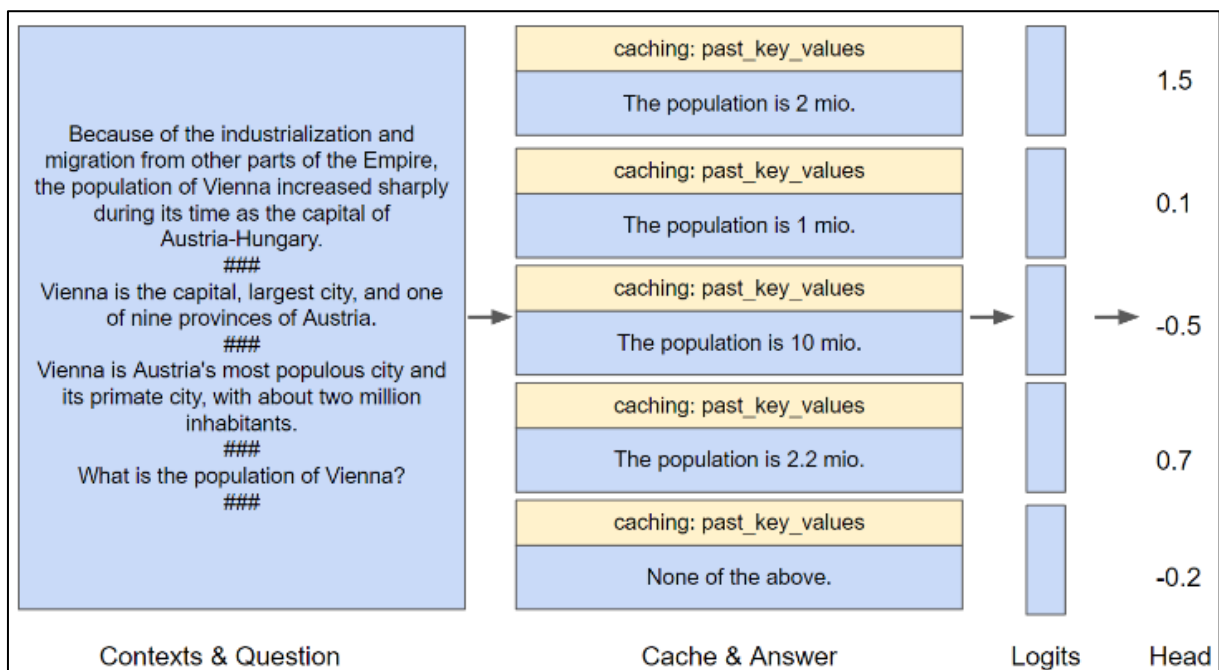 Because of the industrialization and
migration from other parts of the Empire,
the population of Vienna increased sharply
during its time as the capital of
Austria-Hungary.
###
Vienna is the capital, largest city, and one
of nine provinces of Austria.
###
Vienna is Austria's most populous city and
its primate city, with about two million
inhabitants.
###
What is the population of Vienna?
###
caching: past_key_values
The population is 2 mio.
caching: past_key_values
The population is 1 mio.
caching: past_key_values
The population is 10 mio.
caching: past_key_values
The population is 2.2 mio.
caching: past_key_values
None of the above.
1.5
0.1
-0.5
0.7
-0.2
Contexts & Question
Cache & Answer
Logits
Head